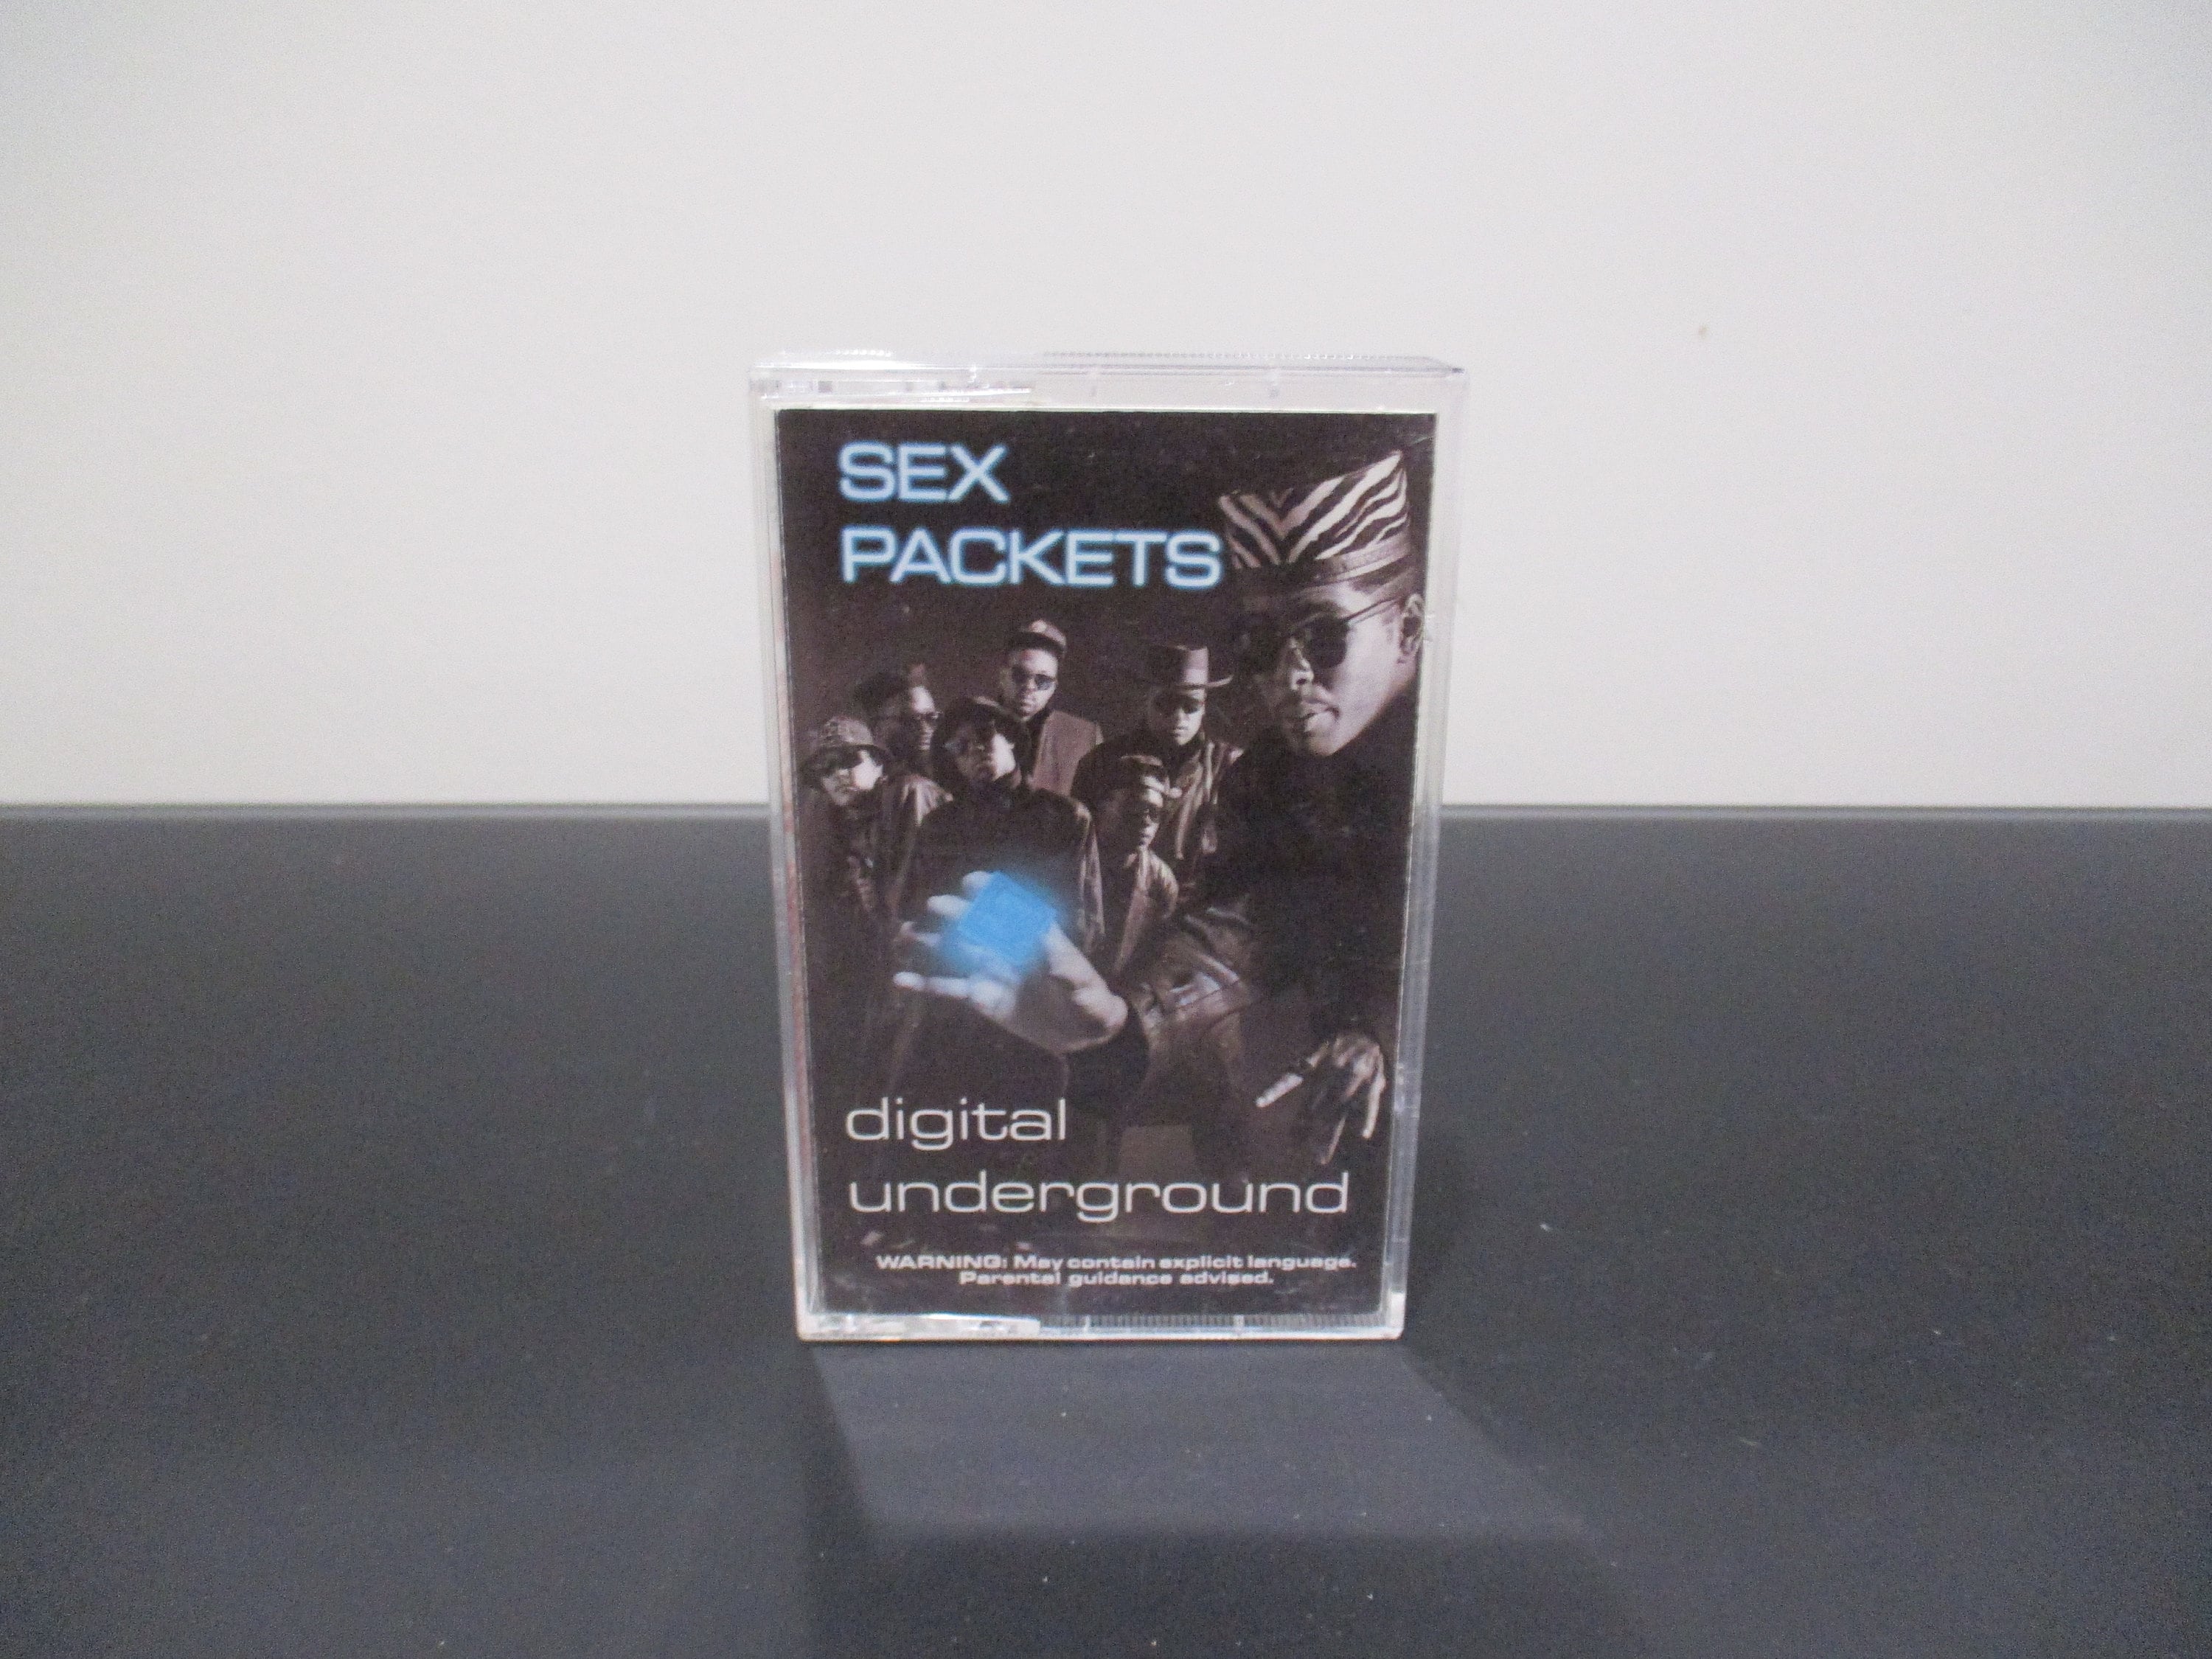 SEX
PACKETS
digital
underground
WARNING: May contain explicit language.
Parental guidance advised.